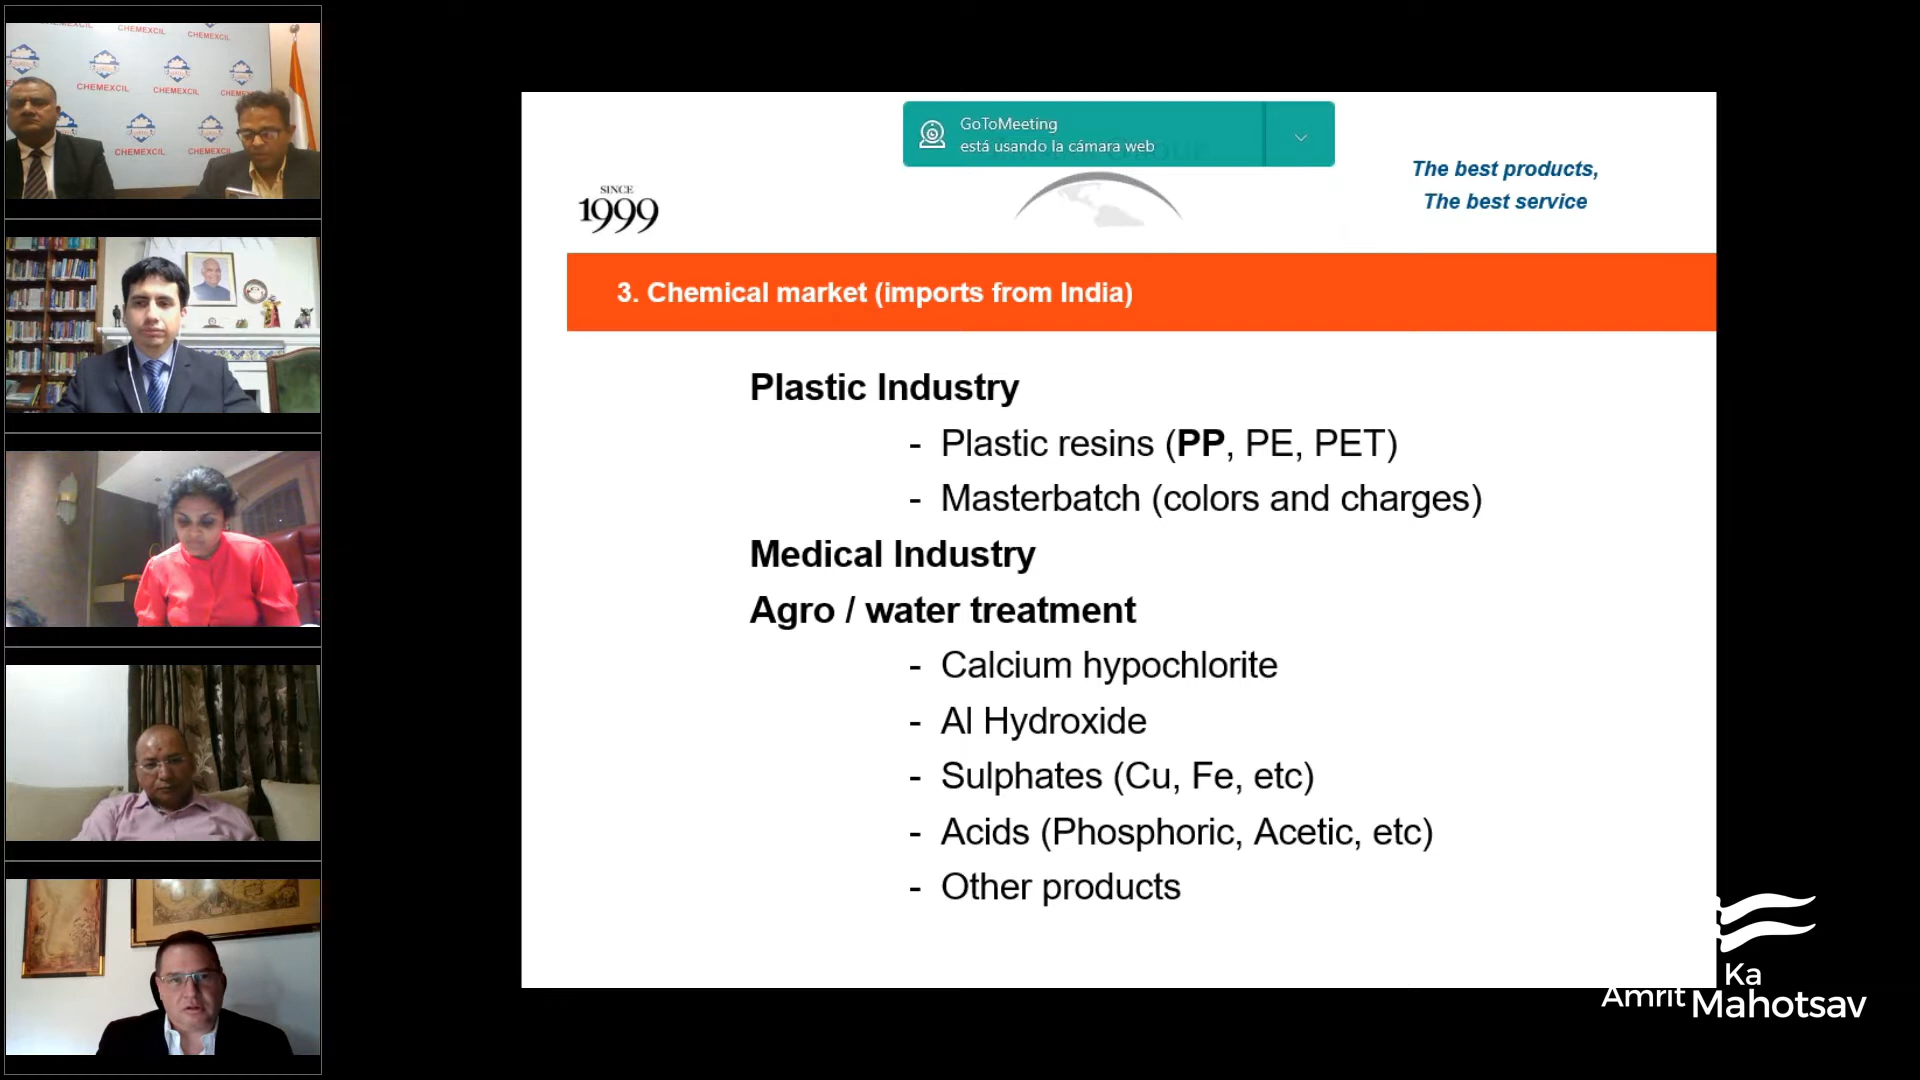 CHEMEXCIL
CHEMEXCIL
CHEMEXCIL
CHEMEXCIL
CHEMEXCIL
GoToMeeting
está usando la cámara web
SINCE
1999
The best products,
The best service
3. Chemical market (imports from India)
Plastic Industry
- Plastic resins (PP, PE, PET)
- Masterbatch (colors and charges)
Medical Industry
Agro / water treatment
- Calcium hypochlorite
- Al Hydroxide
- Sulphates (Cu, Fe, etc)
- Acids (Phosphoric, Acetic, etc)
- Other products
Ka
Amrit Mahotsav